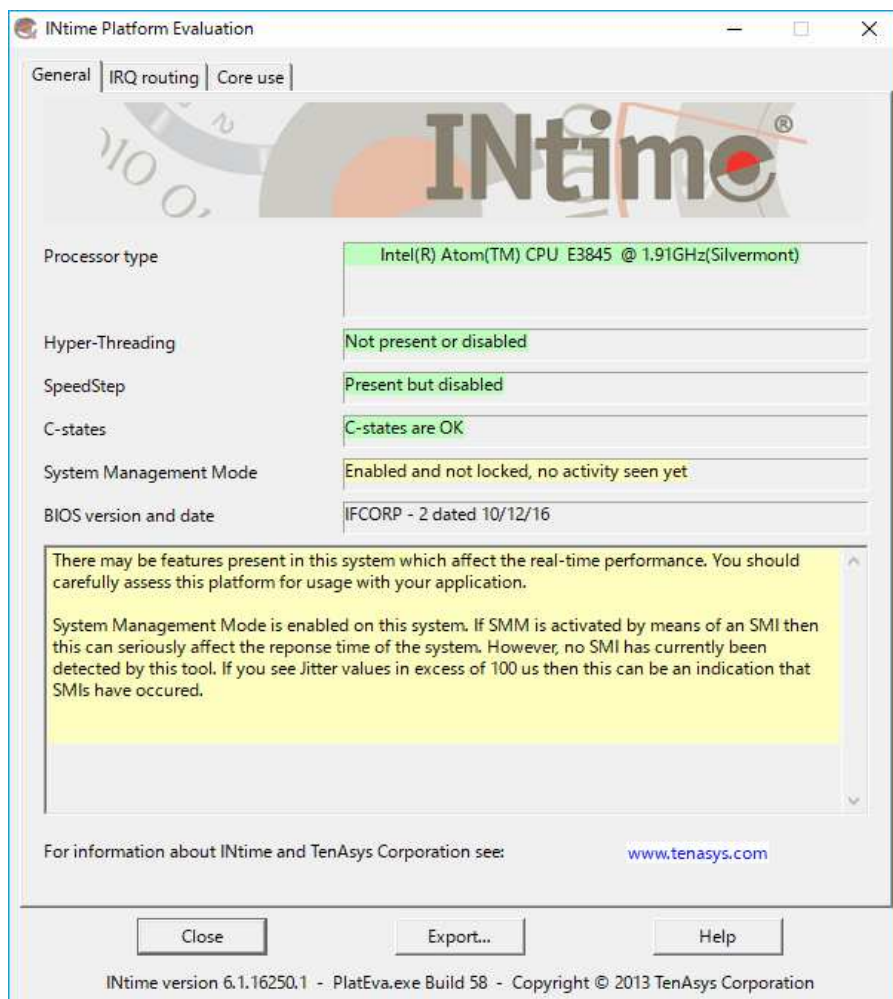 INtime Platform Evaluation
General IRQ routing Core use
INtime®
Processor type Intel(R) Atom(TM) CPU E3845 @ 1.91GHz(Silvermont)
Hyper-Threading Not present or disabled
SpeedStep Present but disabled
C-states C-states are OK
System Management Mode Enabled and not locked, no activity seen yet
BIOS version and date IFCORP - 2 dated 10/12/16
There may be features present in this system which affect the real-time performance. You should
carefully assess this platform for usage with your application.
System Management Mode is enabled on this system. If SMM is activated by means of an SMI then
this can seriously affect the reponse time of the system. However, no SMI has currently been
detected by this tool. If you see Jitter values in excess of 100 us then this can be an indication that
SMIs have occured.
For information about INtime and TenAsys Corporation see: www.tenasys.com
Close Export... Help
INtime version 6.1.16250.1 - PlatEva.exe Build 58 - Copyright © 2013 TenAsys Corporation